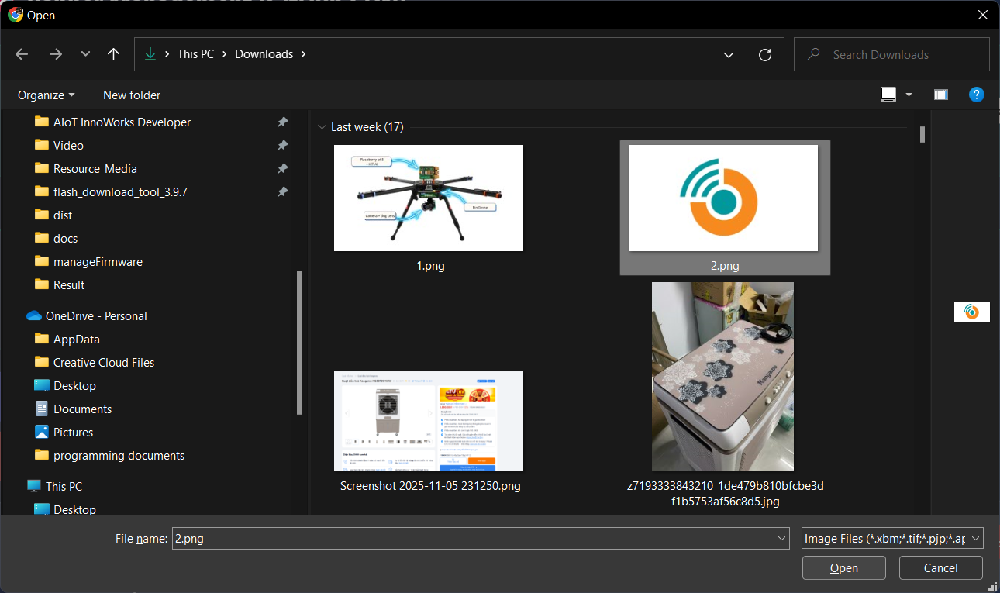 Open
This PC
Downloads
Search Downloads
Organize
New folder
AIoT InnoWorks Developer
Video
Resource_Media
flash_download_tool_3.9.7
dist
docs
manageFirmware
Result
OneDrive - Personal
AppData
Creative Cloud Files
Desktop
Documents
Pictures
programming documents
This PC
Desktop
Last week (17)
Raspberry pi 5
+ KIT AI
Camera + Ống Lens
Pin Drone
1.png
2.png
Screenshot 2025-11-05 231250.png
Kangaroo
z7193333843210_1de479b810bfcbe3d
f1b5753af56c8d5.jpg
File name:
2.png
Image Files (*.xbm;*.tif;*.pjp;*.ap
Open
Cancel